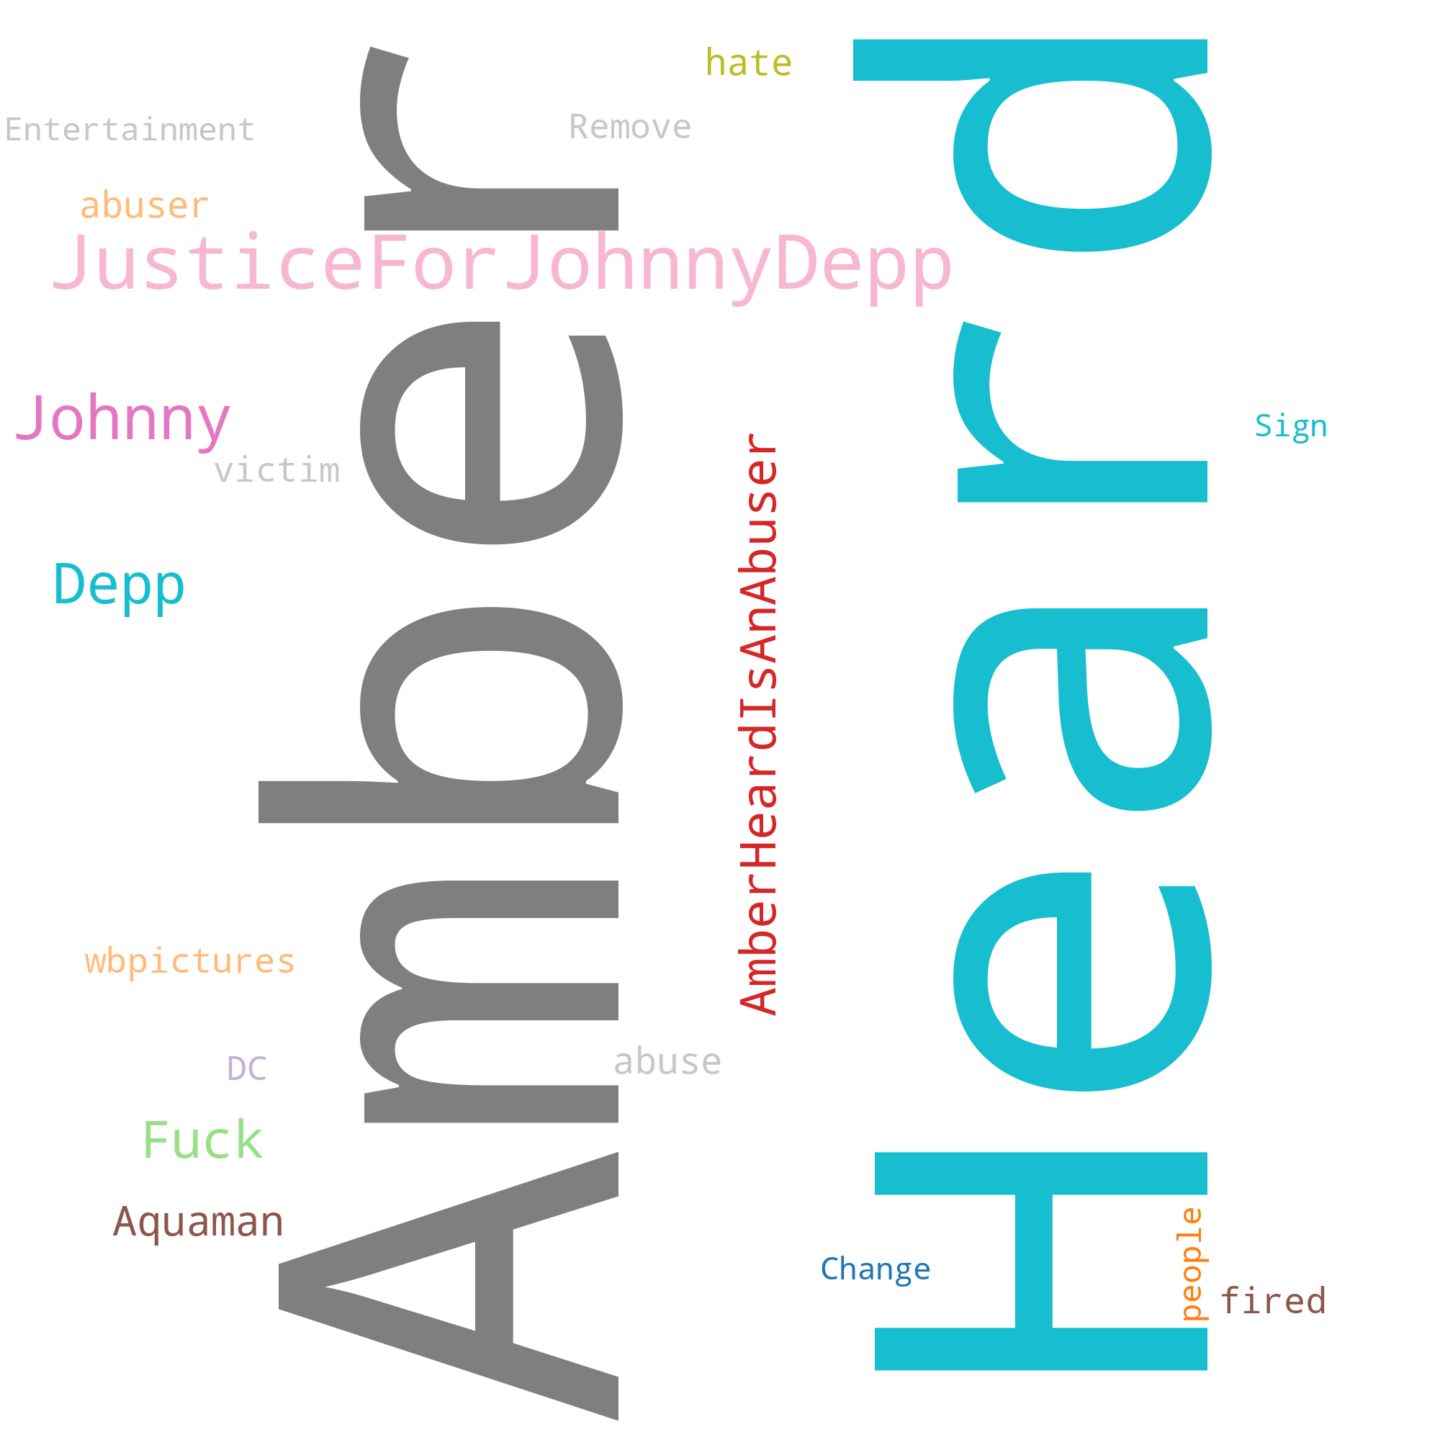 hate
Entertainment
Remove
abuser
JusticeForJohnnyDepp
Johnny
Sign
victim
Depp
Amber
AmberHeardIsAnAbuser
Heard
wbpictures
DC
abuse
Fuck
Aquaman
Change
people
fired